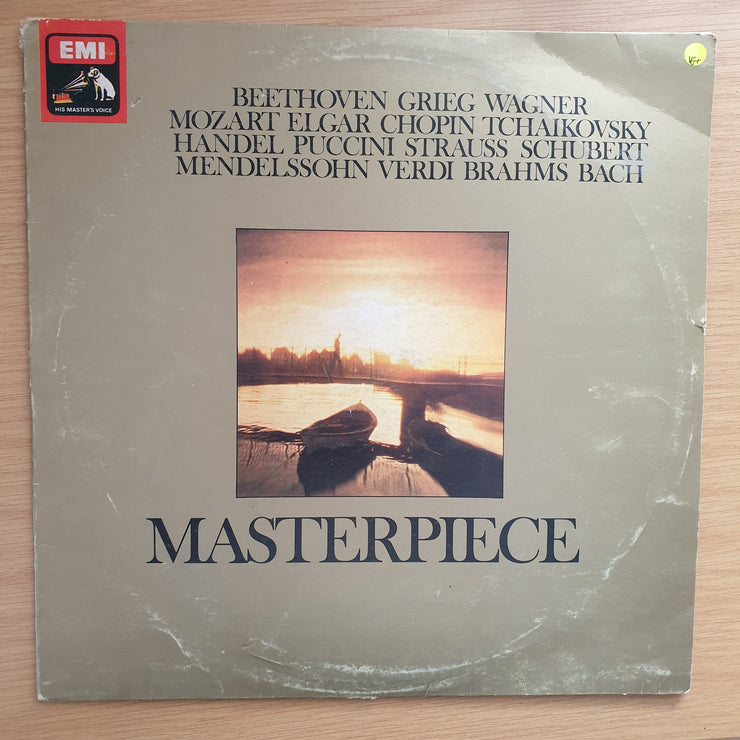 EMI
HIS MASTER'S VOICE
BEETHOVEN GRIEG WAGNER
MOZART ELGAR CHOPIN TCHAIKOVSKY
HANDEL PUCCINI STRAUSS SCHUBERT
MENDELSSOHN VERDI BRAHMS BACH
MASTERPIECE